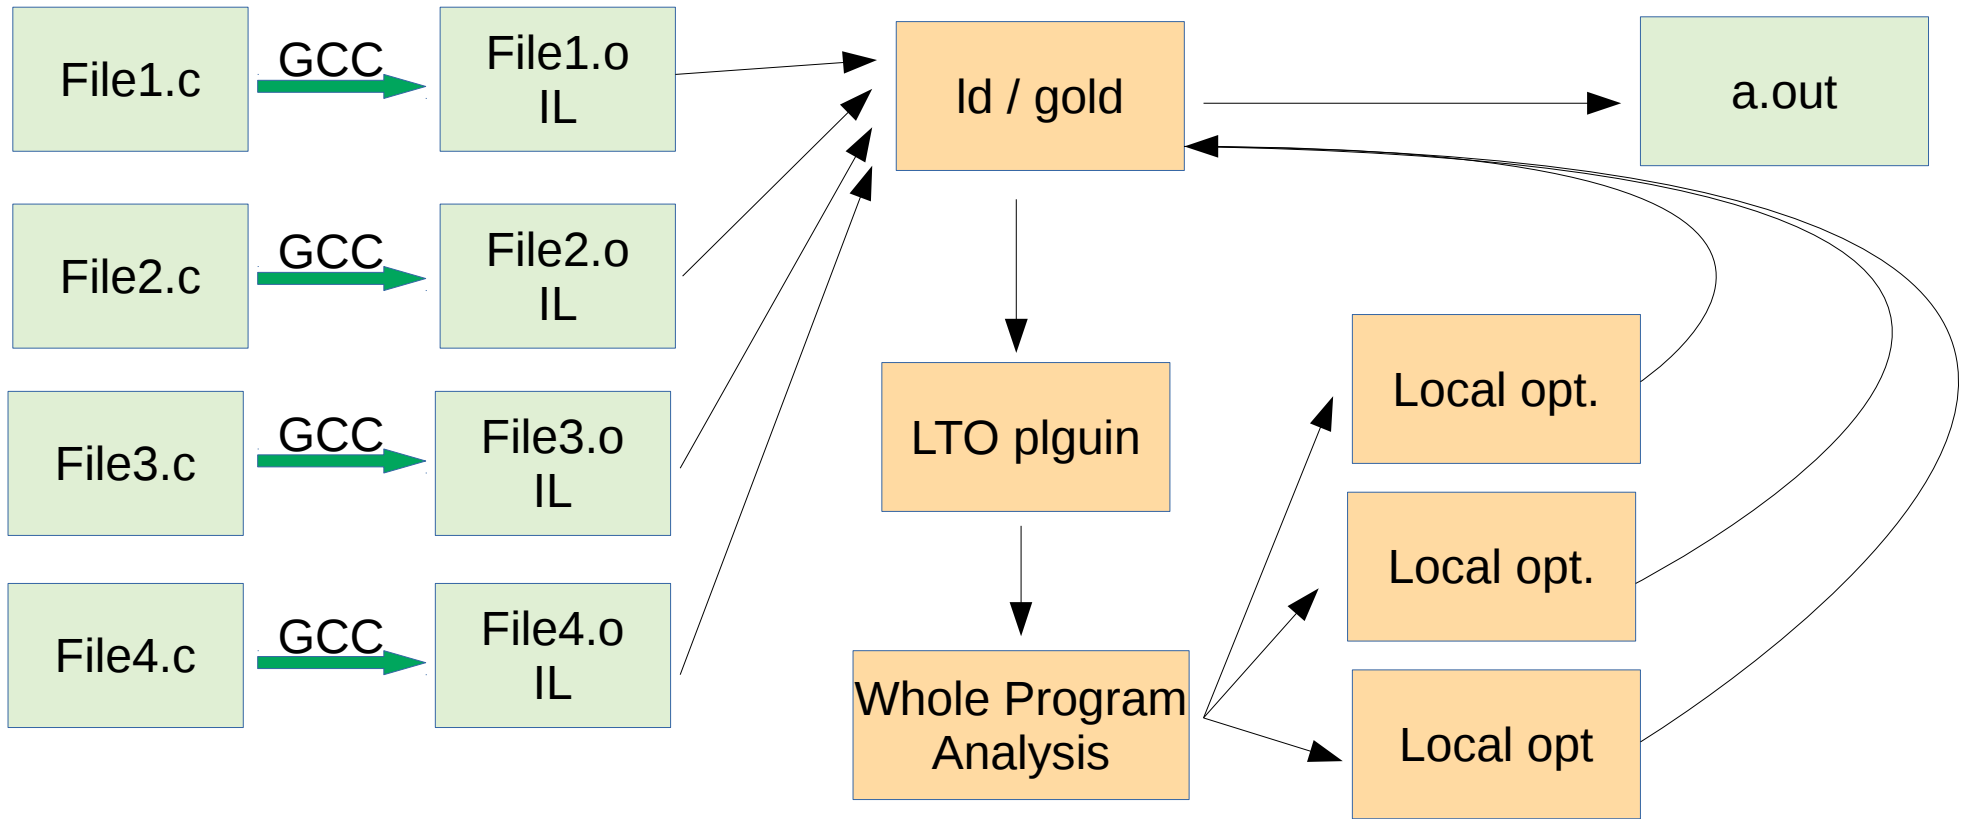 File1.c
GCC
File1.o
IL
ld / gold
a.out
File2.c
GCC
File2.o
IL
File3.c
GCC
File3.o
IL
LTO plguin
Local opt.
Local opt.
File4.c
GCC
File4.o
IL
Whole Program
Analysis
Local opt